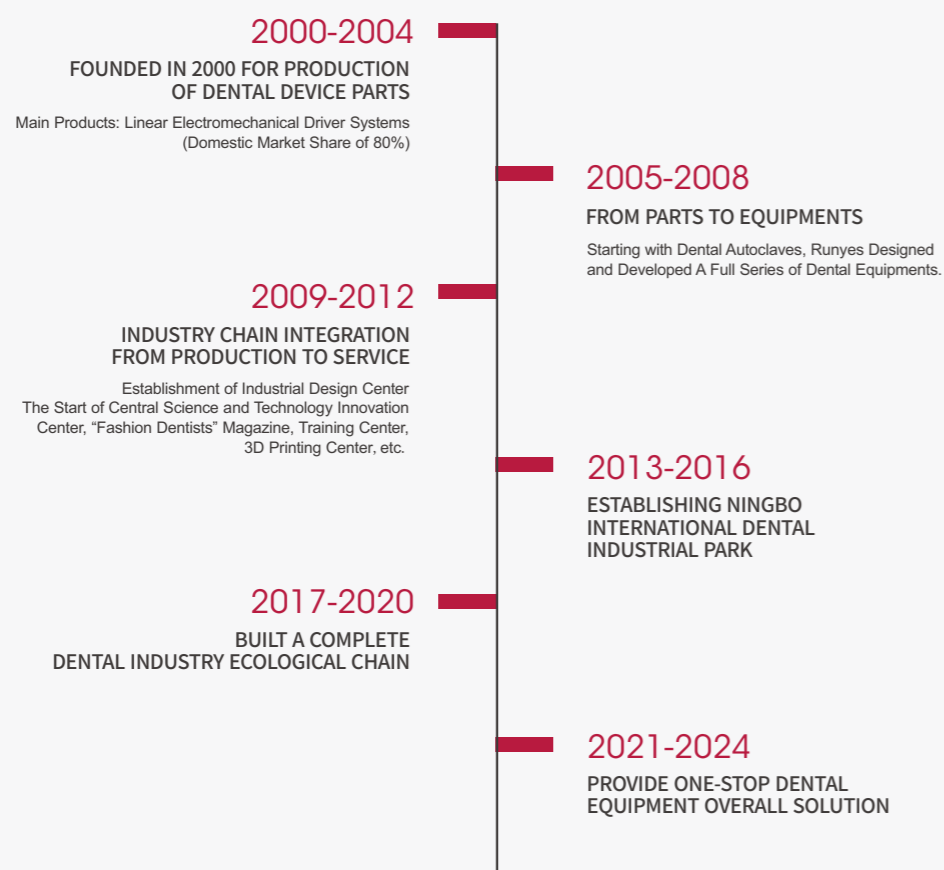 2000-2004
FOUNDED IN 2000 FOR PRODUCTION
OF DENTAL DEVICE PARTS
Main Products: Linear Electromechanical Driver Systems
(Domestic Market Share of 80%)
2005-2008
FROM PARTS TO EQUIPMENTS
Starting with Dental Autoclaves, Runyes Designed
and Developed A Full Series of Dental Equipments.
2009-2012
INDUSTRY CHAIN INTEGRATION
FROM PRODUCTION TO SERVICE
Establishment of Industrial Design Center
The Start of Central Science and Technology Innovation
Center, “Fashion Dentists” Magazine, Training Center,
3D Printing Center, etc.
2013-2016
ESTABLISHING NINGBO
INTERNATIONAL DENTAL
INDUSTRIAL PARK
2017-2020
BUILT A COMPLETE
DENTAL INDUSTRY ECOLOGICAL CHAIN
2021-2024
PROVIDE ONE-STOP DENTAL
EQUIPMENT OVERALL SOLUTION